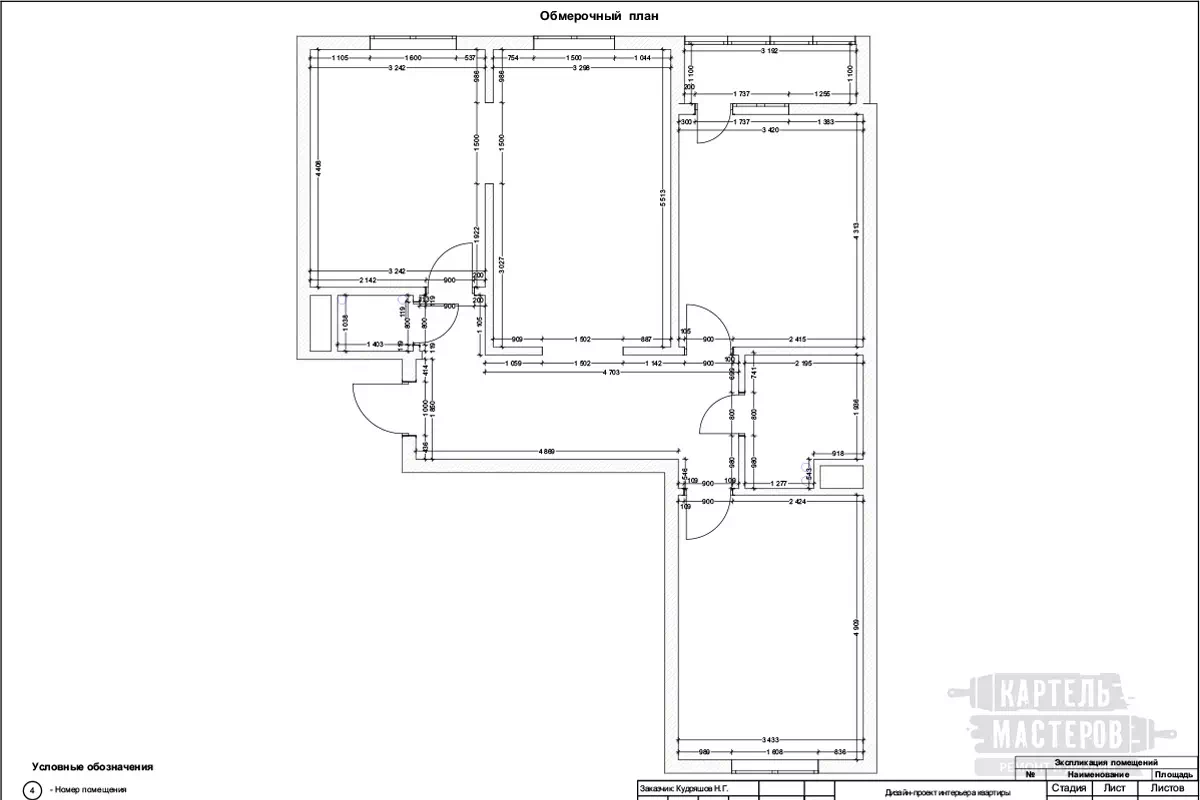 Обмерочный план
1 105 1 600 537 754 1 500 1 044 3 192
3 242 3 298
986 986 1 100 1 100
200 1 737 1 255
300 1 737 1 383
3 420
1 500 1 500
4 406 5 513
1 922 4 313
3 027
3 242
2 142 900 200
900
119 119
1 038 800 800 1 105
1 403 119 119
909 1 502 887 105 900 2 415
1 059 1 502 1 142 900 100 2 195
4 703
414 699 741
1 000 1 850 800 800 1 936
436 4 869 980 980 918
546 543
109 900 109 1 277
900 2 424
109
4 909
3 433
989 1 608 836
КАРТЕЛЬ
МАСТЕРОВ
Условные обозначения
4 - Номер помещения
Экспликация помещений
№ Наименование Площадь
Заказчик: Кудряшов Н.Г.
Дизайн-проект интерьера квартиры
Стадия Лист Листов